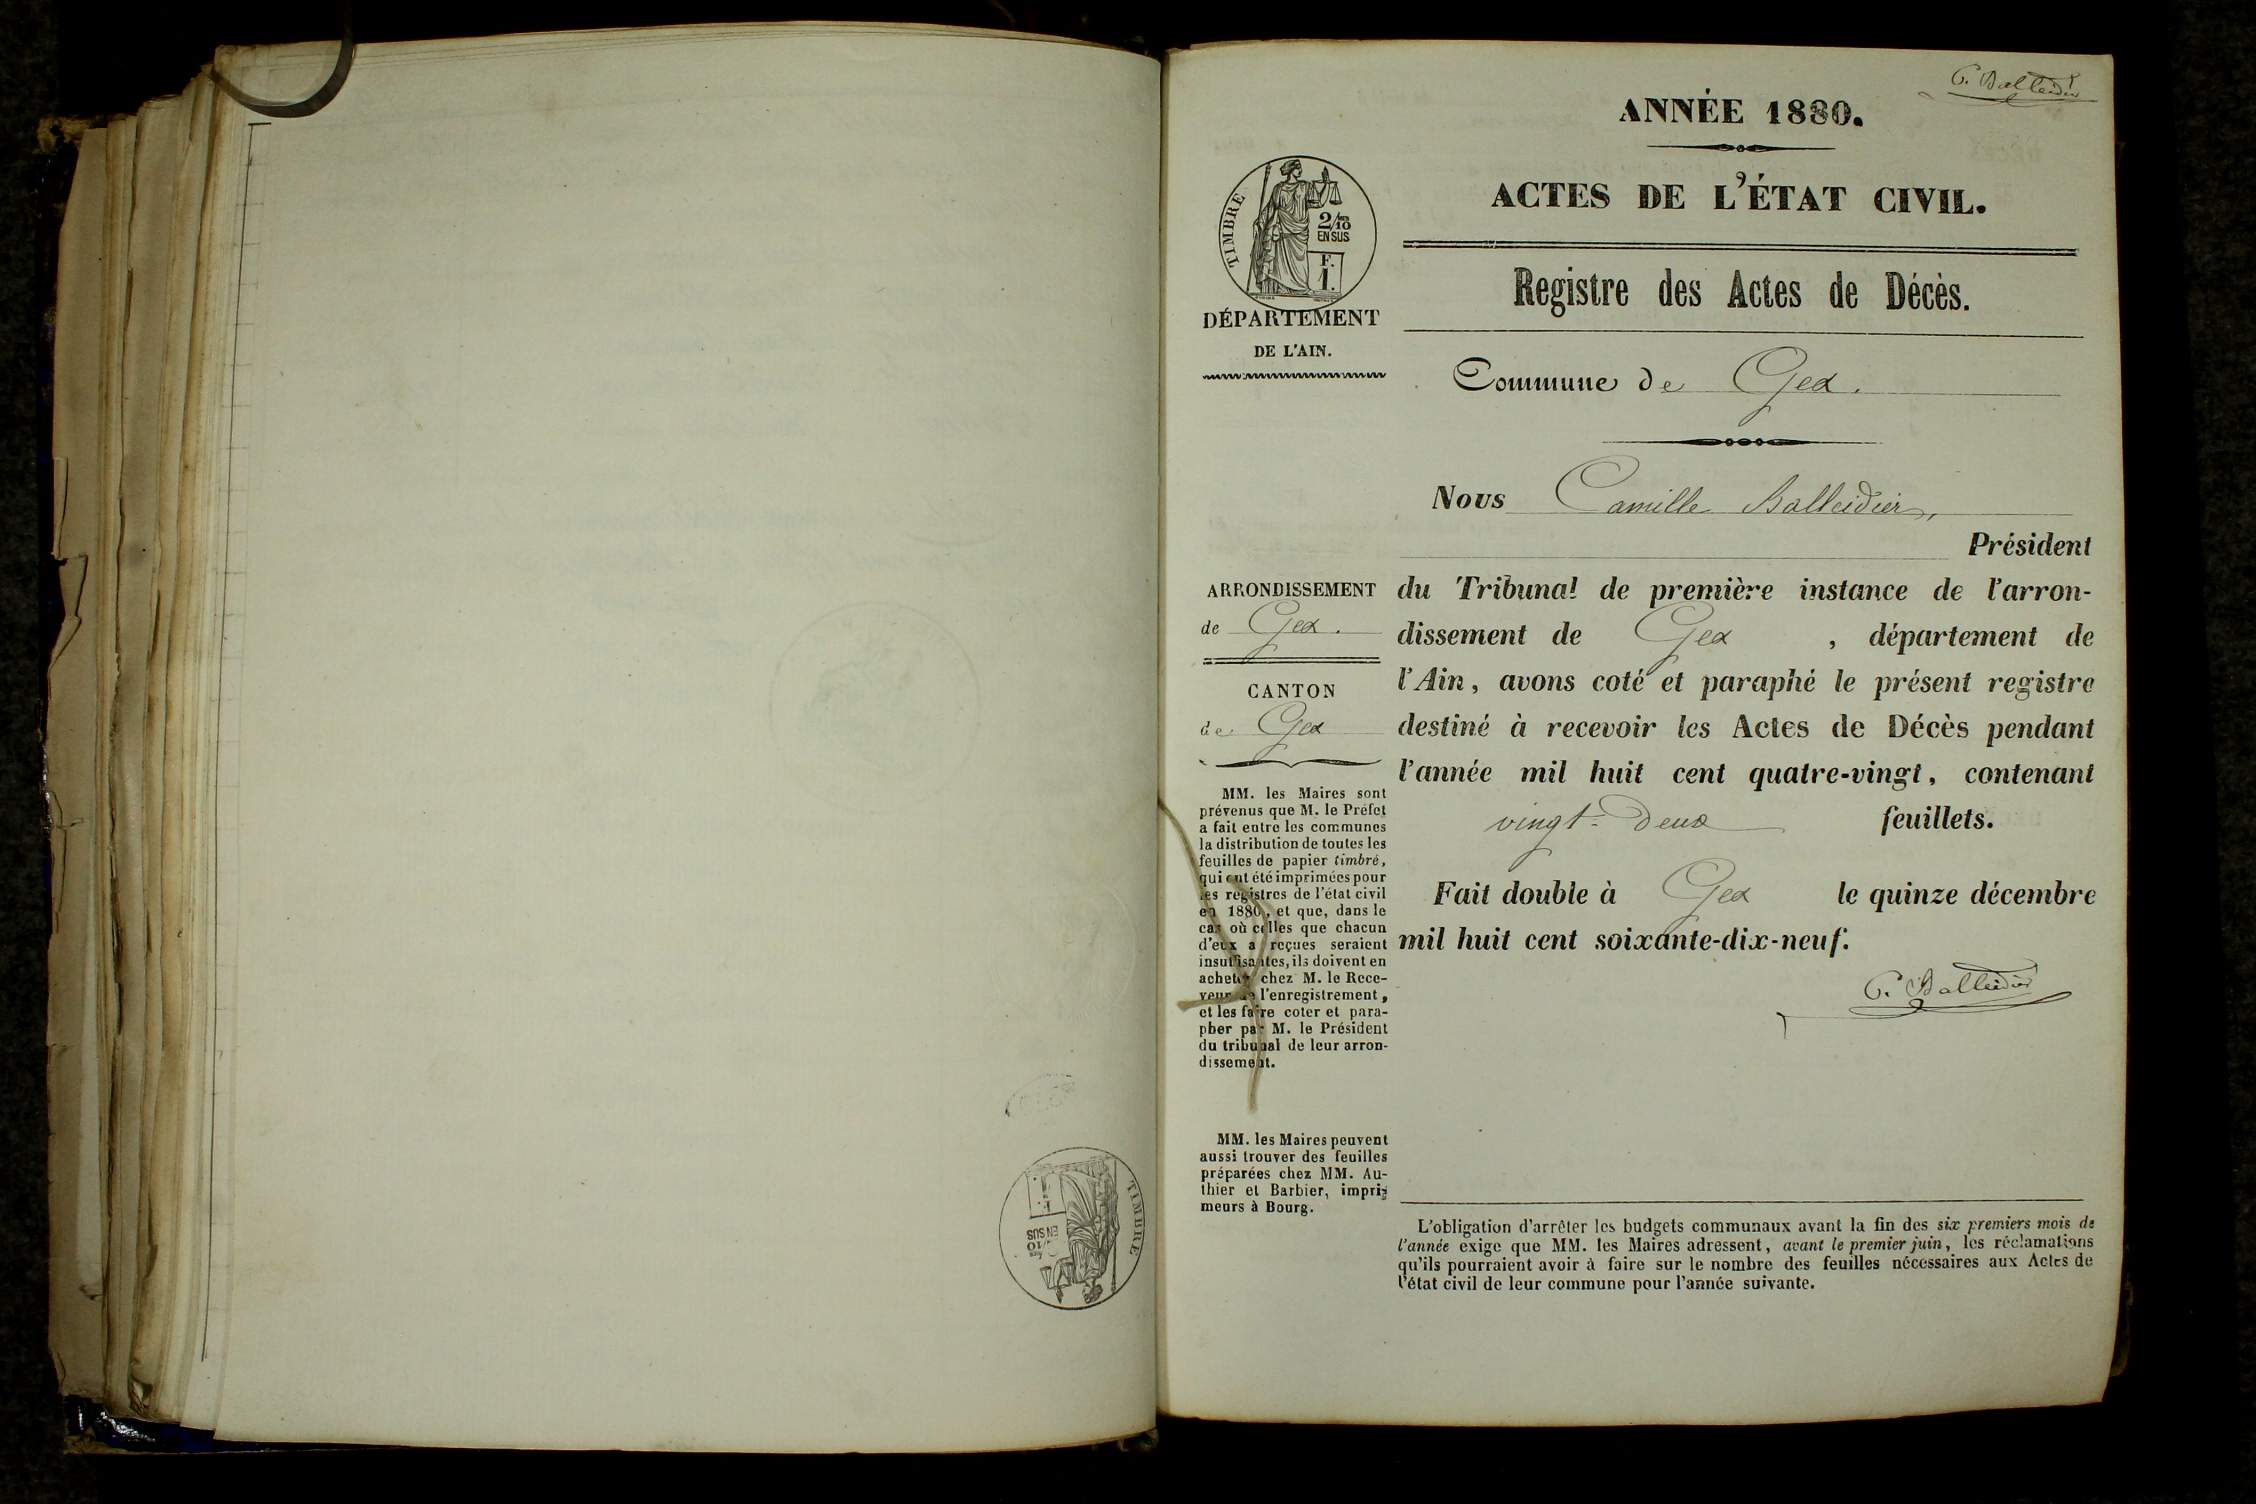 C. Balleidier
ANNÉE 1880.
ACTES DE L'ÉTAT CIVIL.
Registre des Actes de Décès.
TIMBRE
2/10
EN SUS
F.
1.
DÉPARTEMENT
DE L'AIN.
Commune de Gex.
Nous Camille Balleidier,
Président
du Tribunal de première instance de l'arron-
dissement de Gex, département de
l'Ain, avons coté et paraphé le présent registre
destiné à recevoir les Actes de Décès pendant
l'année mil huit cent quatre-vingt, contenant
vingt-deux feuillets.
Fait double à Gex le quinze décembre
mil huit cent soixante-dix-neuf.
C. Balleidier
ARRONDISSEMENT
de Gex.
CANTON
de Gex
MM. les Maires sont
prévenus que M. le Préfet
a fait entre les communes
la distribution de toutes les
feuilles de papier timbré,
qui ont été imprimées pour
les registres de l'état civil
en 1880, et que, dans le
cas où celles que chacun
d'eux a reçues seraient
insuffisantes, ils doivent en
acheter chez M. le Rece-
veur de l'enregistrement,
et les faire coter et para-
pher par M. le Président
du tribunal de leur arron-
dissement.
MM. les Maires peuvent
aussi trouver des feuilles
préparées chez MM. Au-
thier et Barbier, impri-
meurs à Bourg.
L'obligation d'arrêter les budgets communaux avant la fin des six premiers mois de
l'année exige que MM. les Maires adressent, avant le premier juin, les réclamations
qu'ils pourraient avoir à faire sur le nombre des feuilles nécessaires aux Actes de
l'état civil de leur commune pour l'année suivante.
TIMBRE
2/10
EN SUS
F.
1.